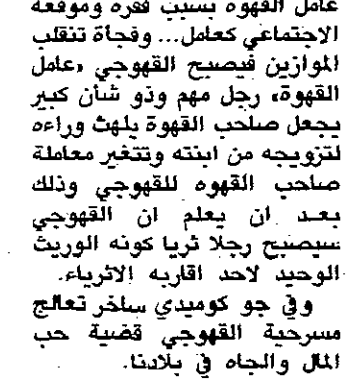 عامل القهوة بسبب فقره وموقعه
الاجتماعي كعامل... وفجأة تنقلب
الموازين فيصبح القهوجي «عامل
القهوة، رجل مهم وذو شأن كبير
يجعل صاحب القهوة يلهث وراءه
لتزويجه من ابنته وتتغير معاملة
صاحب القهوه للقهوجي وذلك
بعد ان يعلم ان القهوجي
سيصبح رجلا ثريا كونه الوريث
الوحيد لاحد اقاربه الاثرياء.
وفي جو كوميدي ساخر تعالج
مسرحية القهوجي قضية حب
المال والجاه في بلادنا.